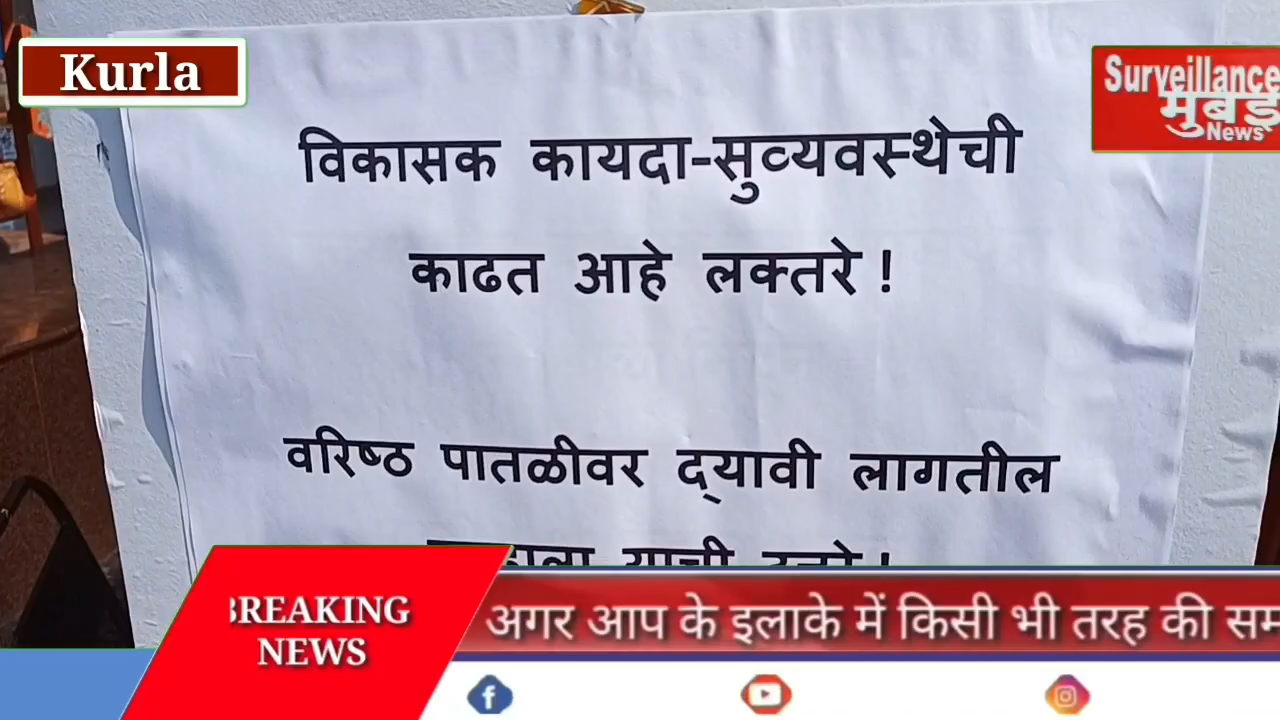 Kurla
Surveillance
मुंबई
News
विकासक कायदा-सुव्यवस्थेची
काढत आहे लक्तरे !
वरिष्ठ पातळीवर द्‌यावी लागतील
याची !
BREAKING
NEWS
अगर आप के इलाके में किसी भी तरह की सम